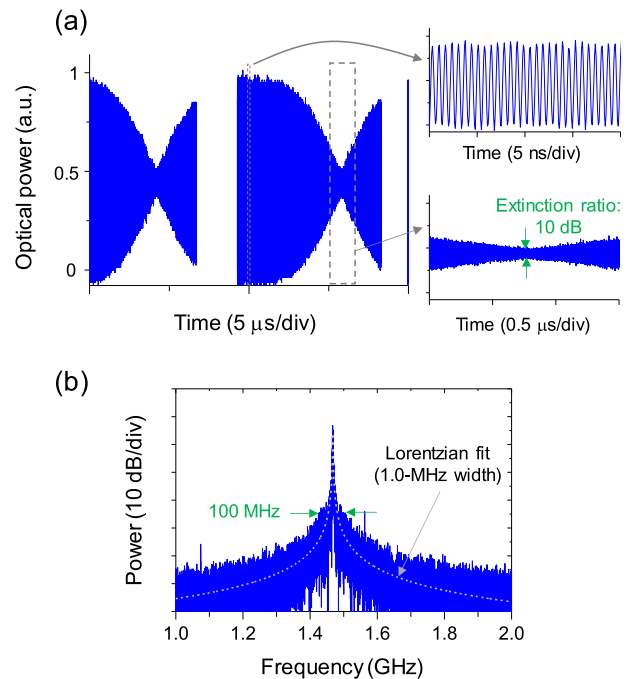 (a)
Optical power (a.u.)
1
0.5
0
Time (5 μs/div)
Time (5 ns/div)
Extinction ratio:
10 dB
Time (0.5 μs/div)
(b)
Power (10 dB/div)
100 MHz
Lorentzian fit
(1.0-MHz width)
1.0 1.2 1.4 1.6 1.8 2.0
Frequency (GHz)